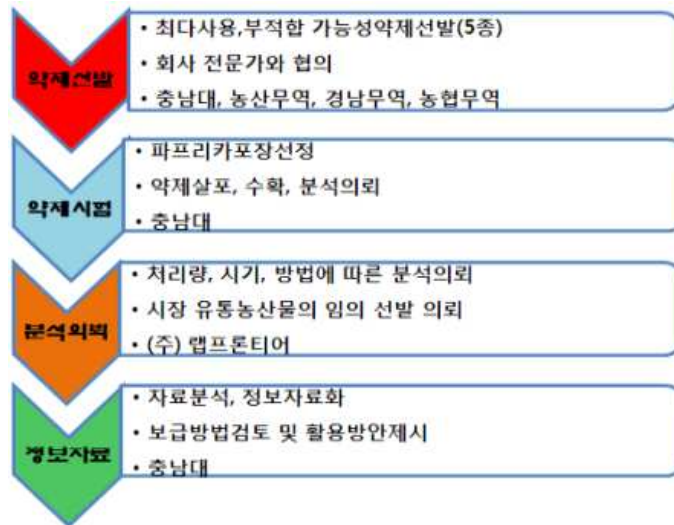 약제선발
• 최다사용,부적합 가능성약제선발(5종)
• 회사 전문가와 협의
• 충남대, 농산무역, 경남무역, 농협무역
약제시험
• 파프리카포장선정
• 약제살포, 수확, 분석의뢰
• 충남대
분석의뢰
• 처리량, 시기, 방법에 따른 분석의뢰
• 시장 유통농산물의 임의 선발 의뢰
• (주) 랩프론티어
정보자료
• 자료분석, 정보자료화
• 보급방법검토 및 활용방안제시
• 충남대